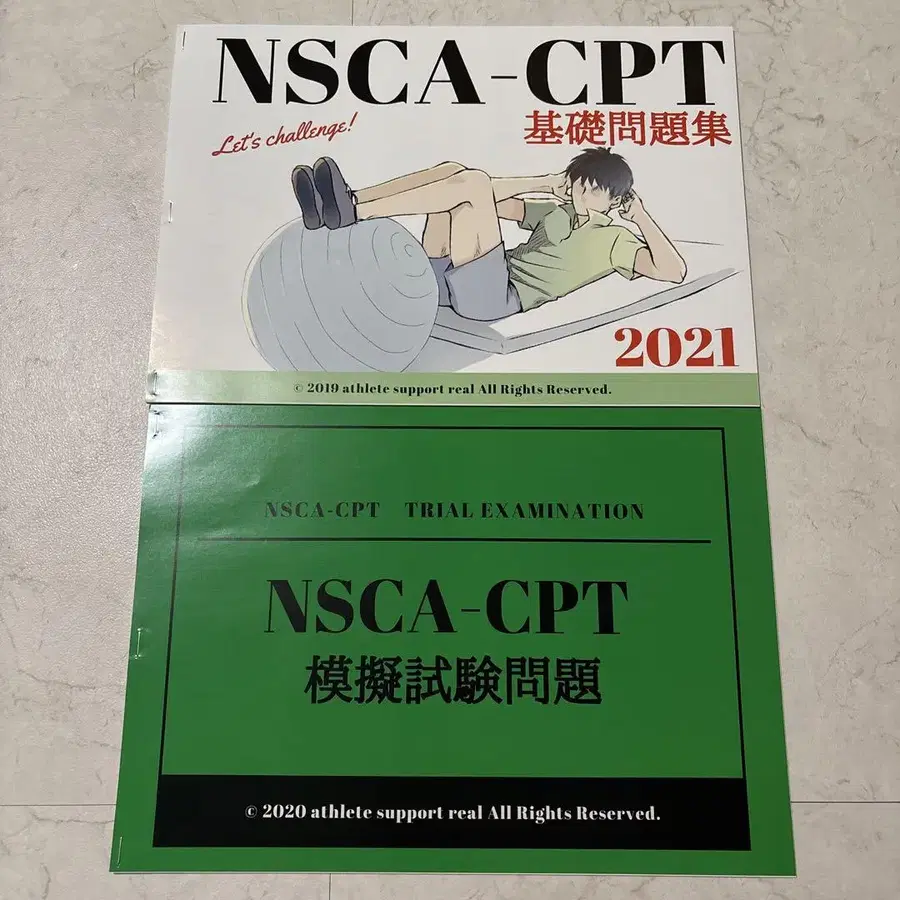 NSCA-CPT
Let's challenge!
基礎問題集
2021
© 2019 athlete support real All Rights Reserved.
NSCA-CPT TRIAL EXAMINATION
NSCA-CPT
模擬試験問題
© 2020 athlete support real All Rights Reserved.